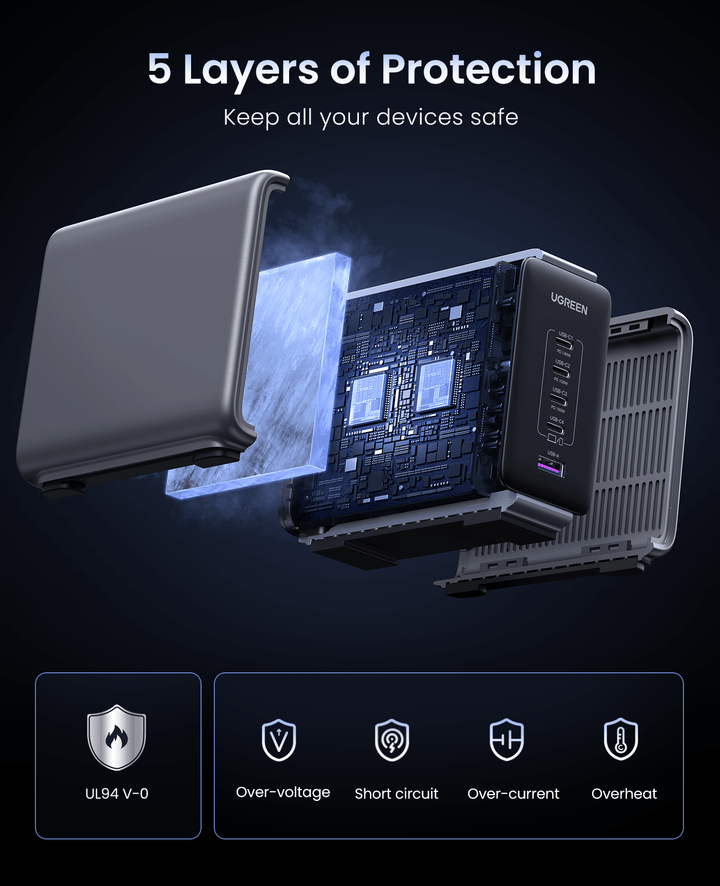 5 Layers of Protection
Keep all your devices safe
UGREEN
USB-C1
USB-C2
USB-C3
USB-C4
USB-A
UL94 V-0
Over-voltage
Short circuit
Over-current
Overheat